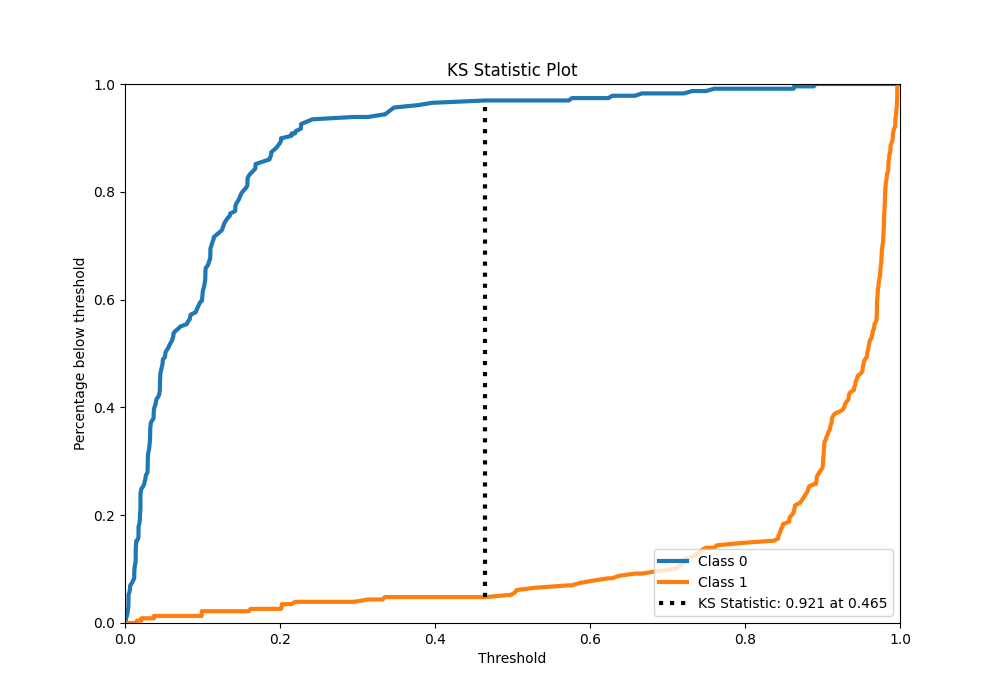 KS Statistic Plot
1.0
0.8
0.6
0.4
0.2
0.0
Percentage below threshold
0.0 0.2 0.4 0.6 0.8 1.0
Threshold
Class 0
Class 1
KS Statistic: 0.921 at 0.465